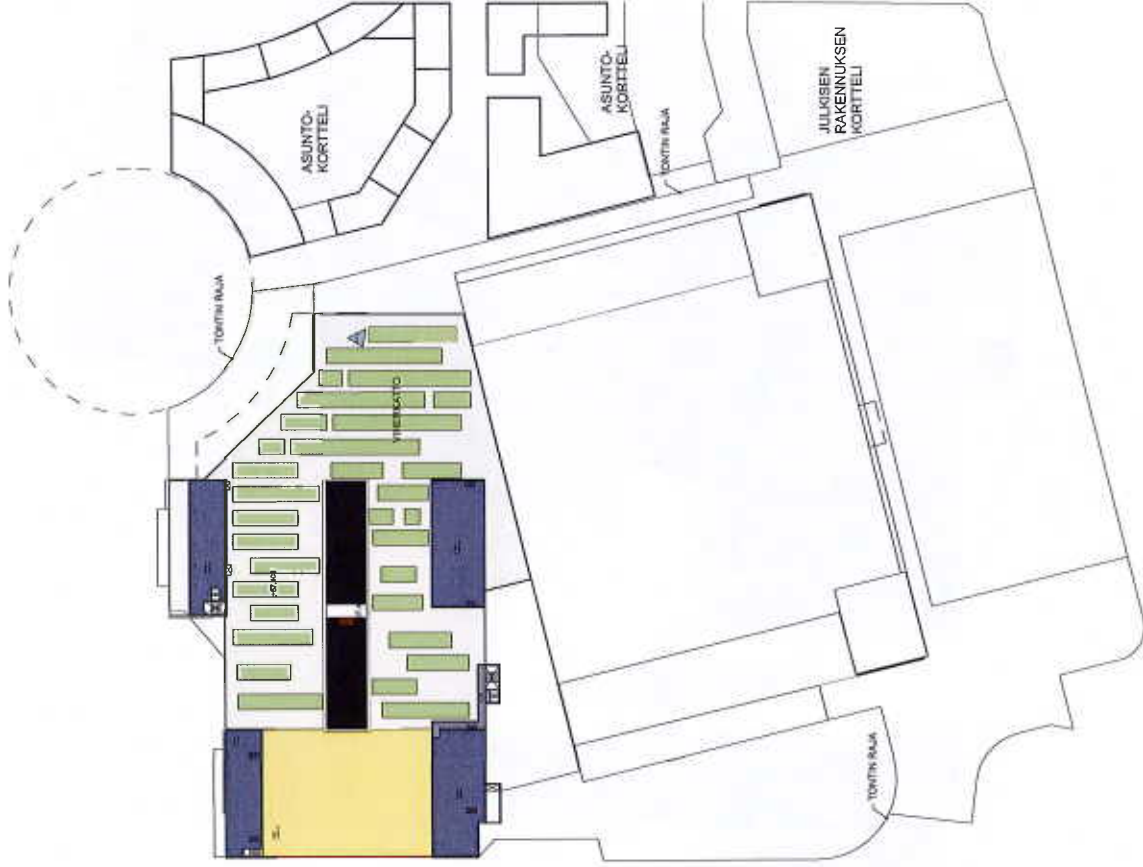 ASUNTO-
KORTTELI
ASUNTO-
KORTTELI
JULKISEN
RAKENNUKSEN
KORTTELI
TONTIN RAJA
TONTIN RAJA
VIHERKATTO
TONTIN RAJA